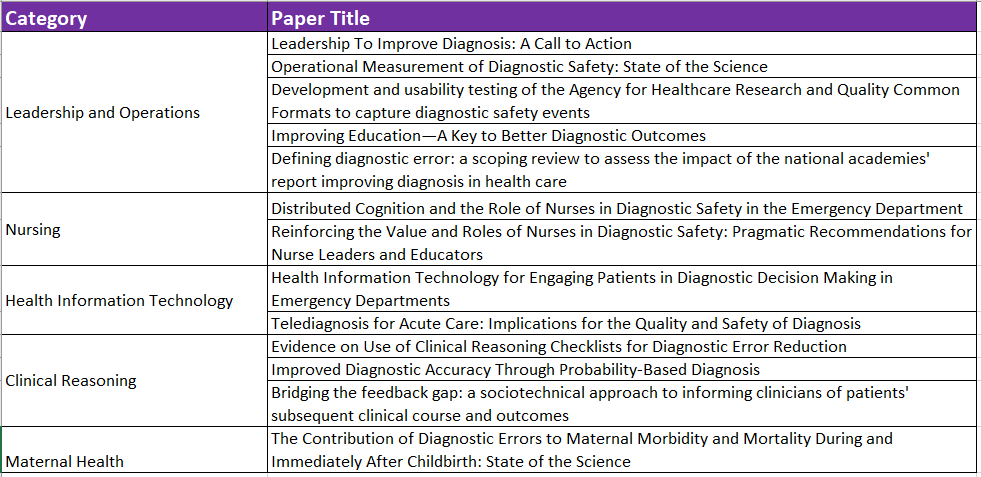 Category Paper Title
Leadership and Operations
Leadership To Improve Diagnosis: A Call to Action
Operational Measurement of Diagnostic Safety: State of the Science
Development and usability testing of the Agency for Healthcare Research and Quality Common
Formats to capture diagnostic safety events
Improving Education—A Key to Better Diagnostic Outcomes
Defining diagnostic error: a scoping review to assess the impact of the national academies'
report improving diagnosis in health care
Nursing
Distributed Cognition and the Role of Nurses in Diagnostic Safety in the Emergency Department
Reinforcing the Value and Roles of Nurses in Diagnostic Safety: Pragmatic Recommendations for
Nurse Leaders and Educators
Health Information Technology
Health Information Technology for Engaging Patients in Diagnostic Decision Making in
Emergency Departments
Telediagnosis for Acute Care: Implications for the Quality and Safety of Diagnosis
Clinical Reasoning
Evidence on Use of Clinical Reasoning Checklists for Diagnostic Error Reduction
Improved Diagnostic Accuracy Through Probability-Based Diagnosis
Bridging the feedback gap: a sociotechnical approach to informing clinicians of patients'
subsequent clinical course and outcomes
Maternal Health
The Contribution of Diagnostic Errors to Maternal Morbidity and Mortality During and
Immediately After Childbirth: State of the Science